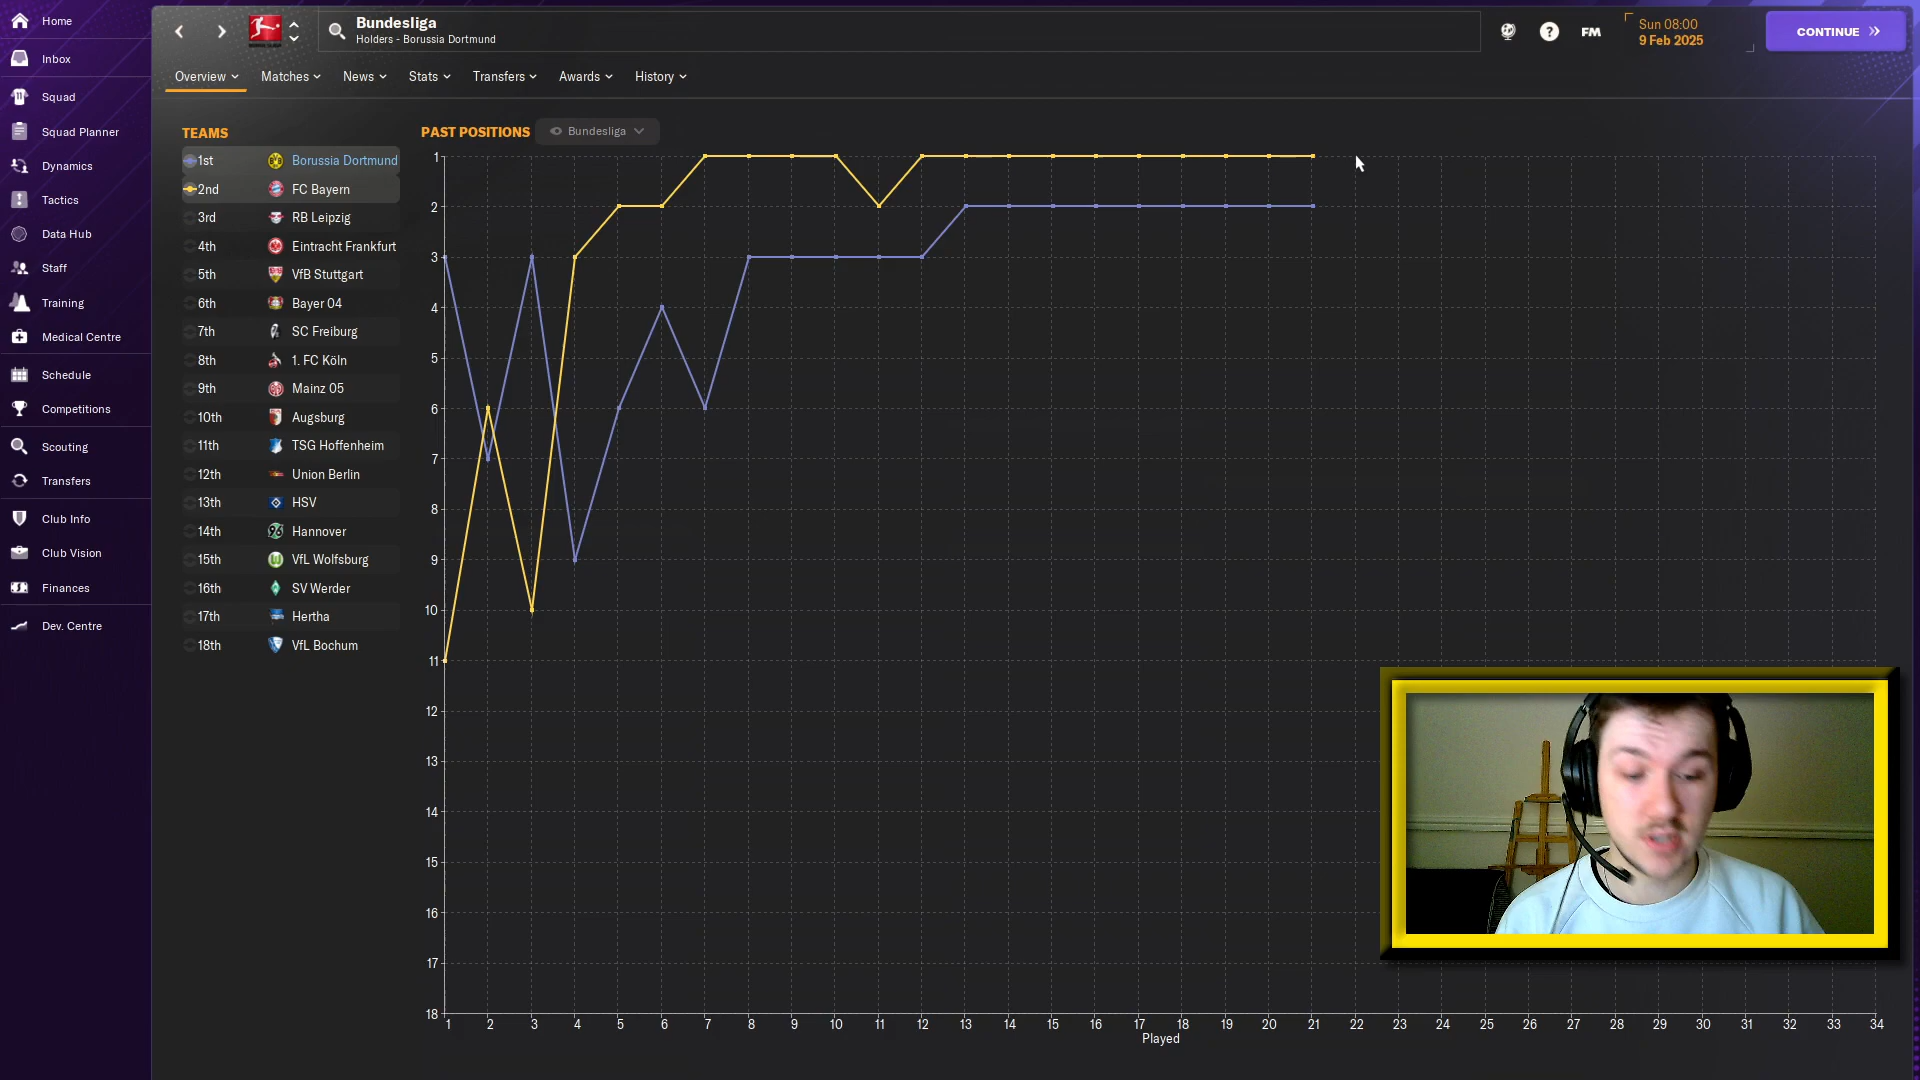 Home
Inbox
Squad
Squad Planner
Dynamics
Tactics
Data Hub
Staff
Training
Medical Centre
Schedule
Competitions
Scouting
Transfers
Club Info
Club Vision
Finances
Dev. Centre
Bundesliga
Holders - Borussia Dortmund
?
FM
Sun 08:00
9 Feb 2025
CONTINUE
Overview Matches News Stats Transfers Awards History
TEAMS
1st Borussia Dortmund
2nd FC Bayern
3rd RB Leipzig
4th Eintracht Frankfurt
5th VfB Stuttgart
6th Bayer 04
7th SC Freiburg
8th 1. FC Köln
9th Mainz 05
10th Augsburg
11th TSG Hoffenheim
12th Union Berlin
13th HSV
14th Hannover
15th VfL Wolfsburg
16th SV Werder
17th Hertha
18th VfL Bochum
PAST POSITIONS Bundesliga
1
2
3
4
5
6
7
8
9
10
11
12
13
14
15
16
17
18
1 2 3 4 5 6 7 8 9 10 11 12 13 14 15 16 17 18 19 20 21 22 23 24 25 26 27 28 29 30 31 32 33 34
Played